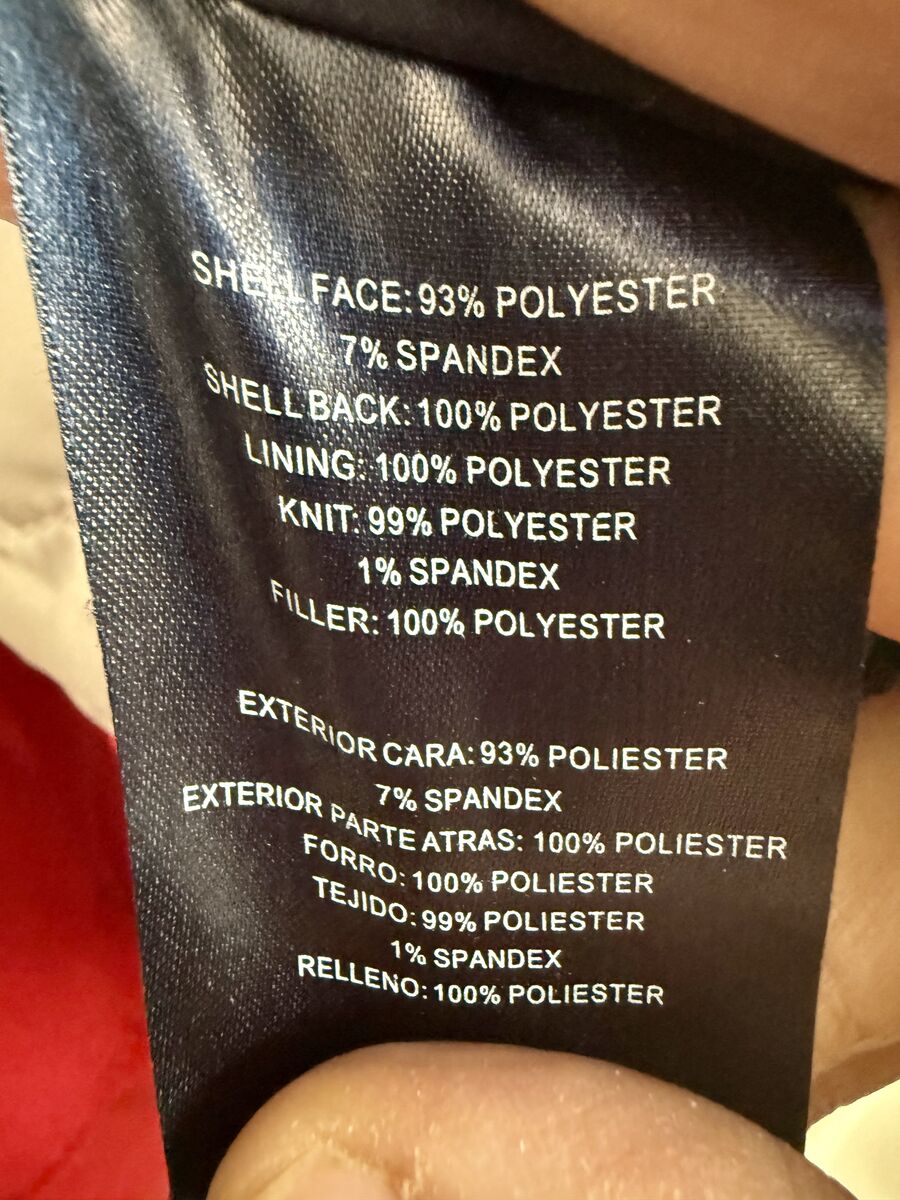 SHELL FACE: 93% POLYESTER
7% SPANDEX
SHELL BACK: 100% POLYESTER
LINING: 100% POLYESTER
KNIT: 99% POLYESTER
1% SPANDEX
FILLER: 100% POLYESTER
EXTERIOR CARA: 93% POLIESTER
7% SPANDEX
EXTERIOR PARTE ATRAS: 100% POLIESTER
FORRO: 100% POLIESTER
TEJIDO: 99% POLIESTER
1% SPANDEX
RELLENO: 100% POLIESTER